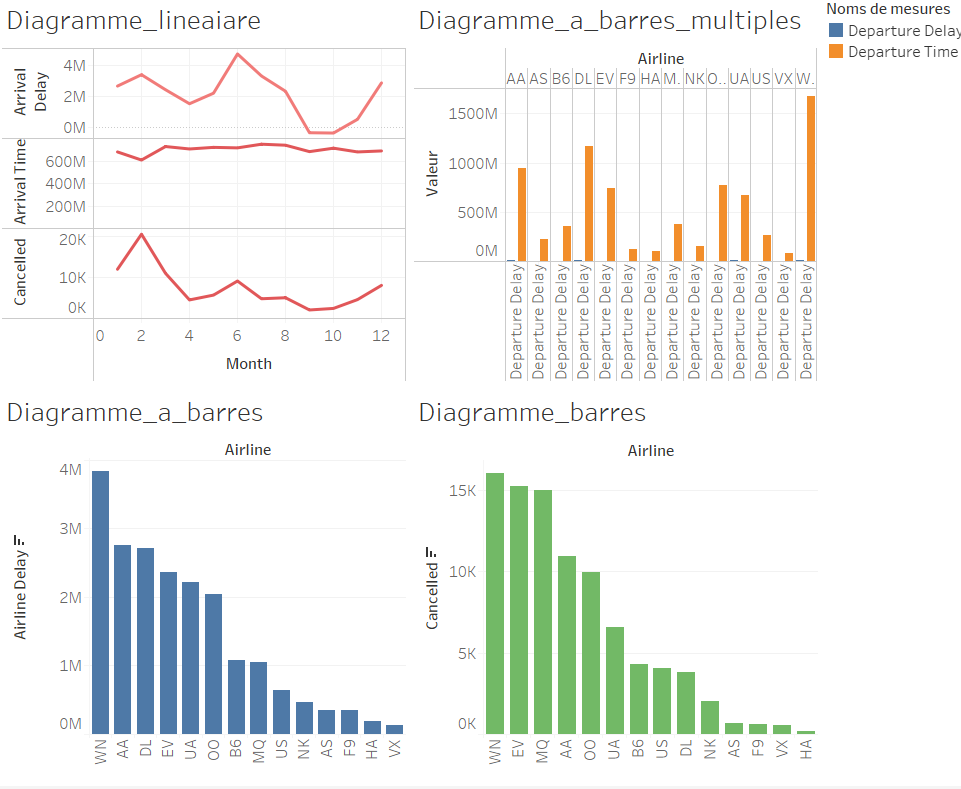 Diagramme_lineaiare
Arrival Delay
4M
2M
0M
Arrival Time
600M
400M
200M
Cancelled
20K
10K
0K
0 2 4 6 8 10 12
Month
Diagramme_a_barres_multiples
Airline
AA AS B6 DL EV F9 HA M.. NK O.. UA US VX W..
Valeur
1500M
1000M
500M
0M
Departure Delay
Departure Delay
Departure Delay
Departure Delay
Departure Delay
Departure Delay
Departure Delay
Departure Delay
Departure Delay
Departure Delay
Departure Delay
Departure Delay
Departure Delay
Departure Delay
Noms de mesures
Departure Delay
Departure Time
Diagramme_a_barres
Airline
Airline Delay
4M
3M
2M
1M
0M
WN AA DL EV UA OO B6 MQ US NK AS F9 HA VX
Diagramme_barres
Airline
Cancelled
15K
10K
5K
0K
WN EV MQ AA OO UA B6 US DL NK AS F9 VX HA